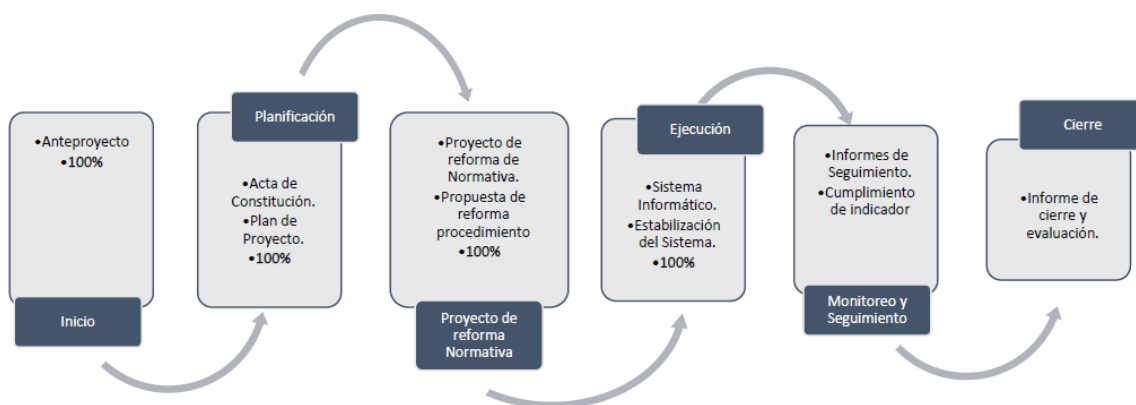 •Anteproyecto
•100%
Inicio
Planificación
•Acta de
Constitución.
•Plan de
Proyecto.
•100%
•Proyecto de
reforma de
Normativa.
•Propuesta de
reforma
procedimiento
•100%
Proyecto de
reforma
Normativa
Ejecución
•Sistema
Informático.
•Estabilización
del Sistema.
•100%
•Informes de
Seguimiento.
•Cumplimiento
de indicador
Monitoreo y
Seguimiento
Cierre
•Informe de
cierre y
evaluación.